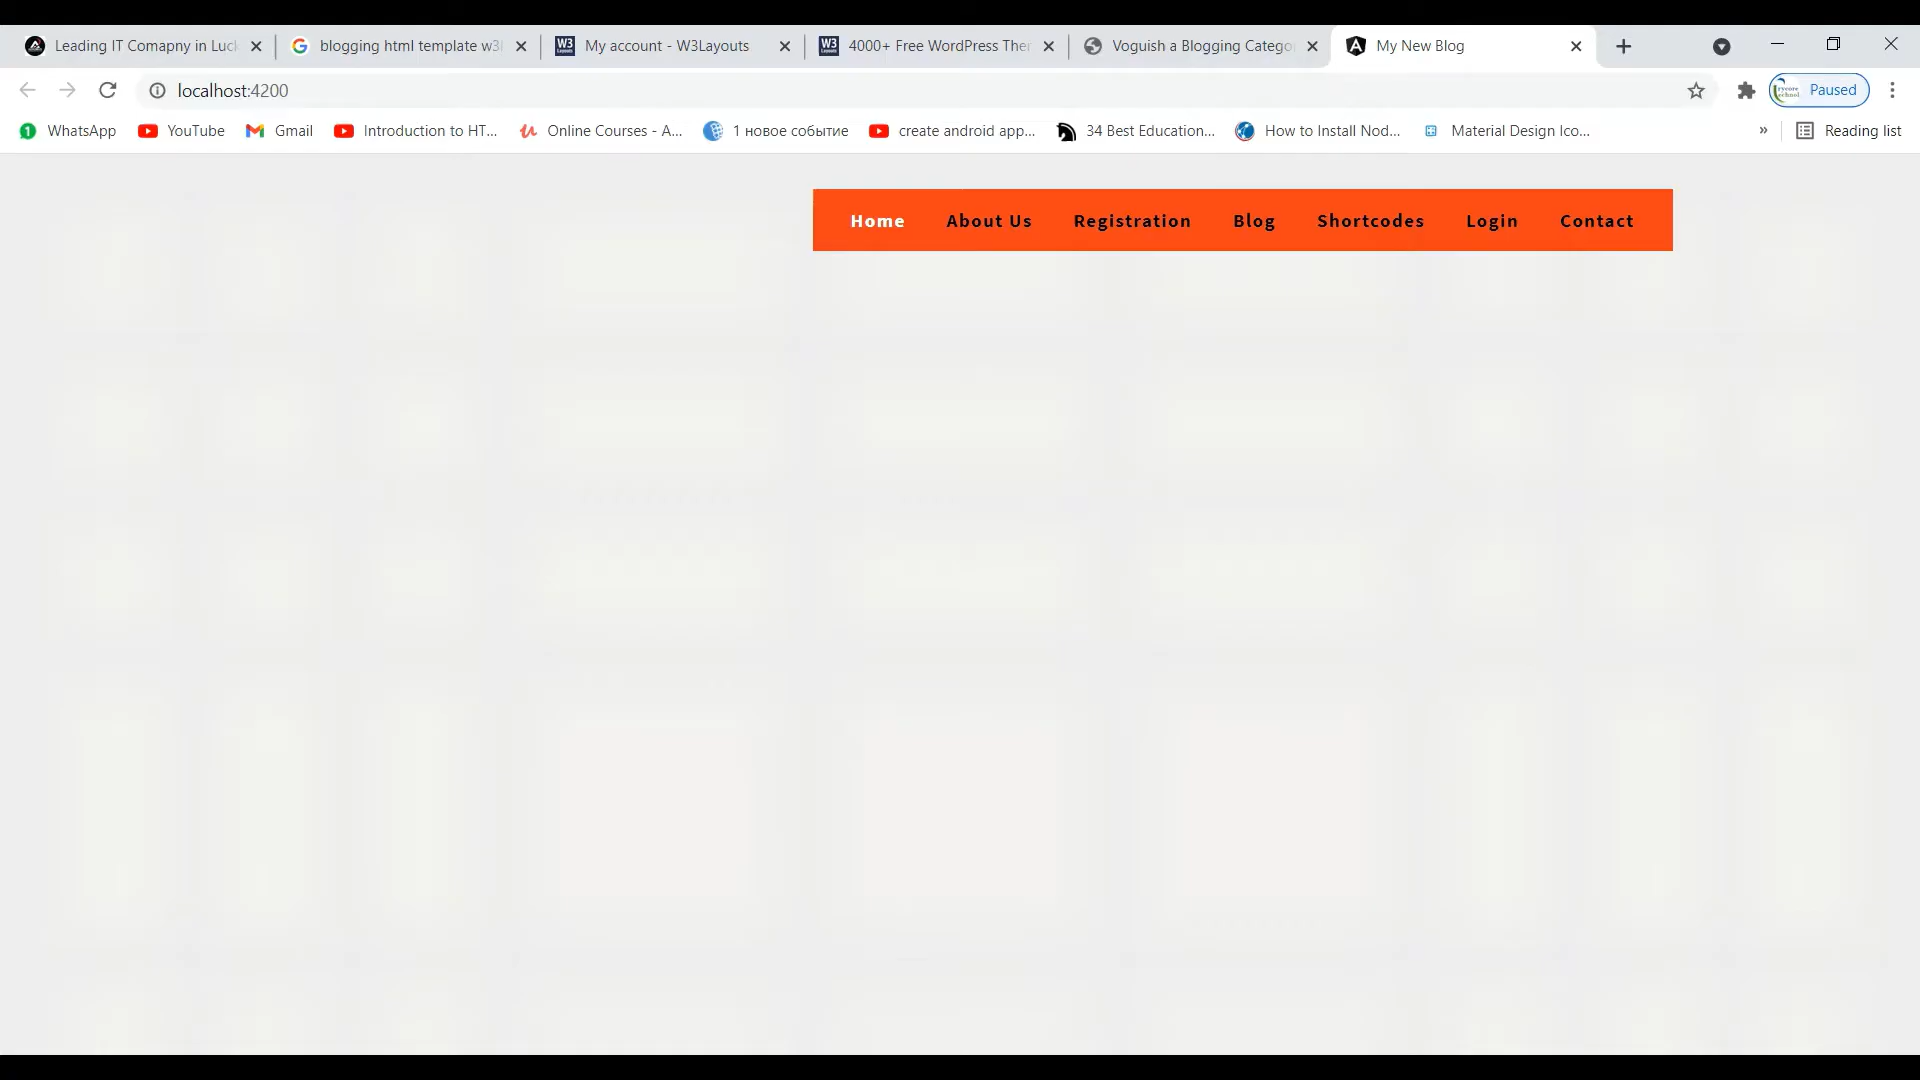 Leading IT Comapny in Luck
blogging html template w3l
My account - W3Layouts
4000+ Free WordPress Ther
Voguish a Blogging Catego
My New Blog
localhost:4200
Paused
WhatsApp
YouTube
Gmail
Introduction to HT...
Online Courses - A...
1 новое событие
create android app...
34 Best Education...
How to Install Nod...
Material Design Ico...
»
Reading list
Home
About Us
Registration
Blog
Shortcodes
Login
Contact